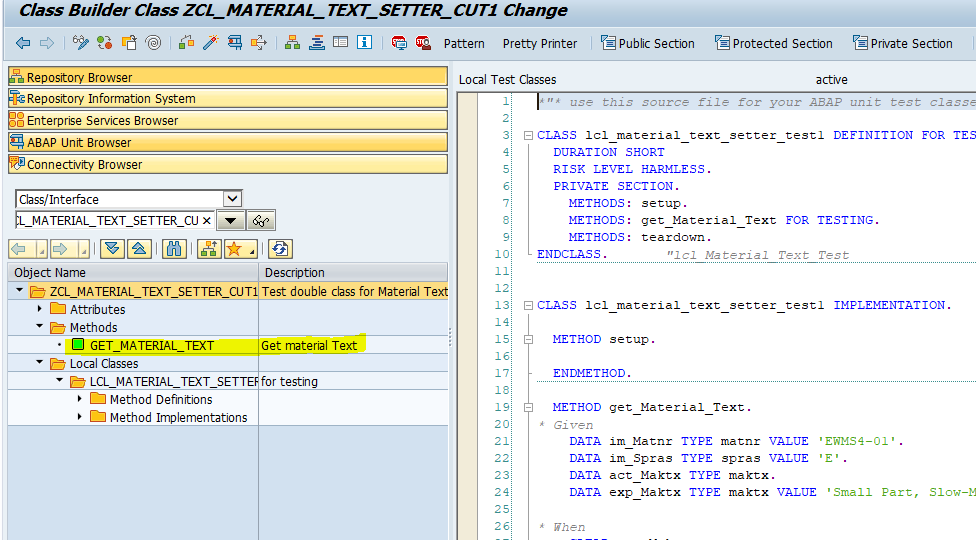 Class Builder Class ZCL_MATERIAL_TEXT_SETTER_CUT1 Change
Pattern Pretty Printer Public Section Protected Section Private Section
Repository Browser
Repository Information System
Enterprise Services Browser
ABAP Unit Browser
Connectivity Browser
Class/Interface
CL_MATERIAL_TEXT_SETTER_CU
Object Name Description
ZCL_MATERIAL_TEXT_SETTER_CUT1 Test double class for Material Text
Attributes
Methods
GET_MATERIAL_TEXT Get material Text
Local Classes
LCL_MATERIAL_TEXT_SETTER for testing
Method Definitions
Method Implementations
Local Test Classes active
1 *"* use this source file for your ABAP unit test classe
2
3 CLASS lcl_material_text_setter_test1 DEFINITION FOR TES
4 DURATION SHORT
5 RISK LEVEL HARMLESS.
6 PRIVATE SECTION.
7 METHODS: setup.
8 METHODS: get_Material_Text FOR TESTING.
9 METHODS: teardown.
10 ENDCLASS. "lcl_Material_Text_Test
11
12
13 CLASS lcl_material_text_setter_test1 IMPLEMENTATION.
14
15 METHOD setup.
16
17 ENDMETHOD.
18
19 METHOD get_Material_Text.
20 * Given
21 DATA im_Matnr TYPE matnr VALUE 'EWMS4-01'.
22 DATA im_Spras TYPE spras VALUE 'E'.
23 DATA act_Maktx TYPE maktx.
24 DATA exp_Maktx TYPE maktx VALUE 'Small Part, Slow-M
25
26 * When